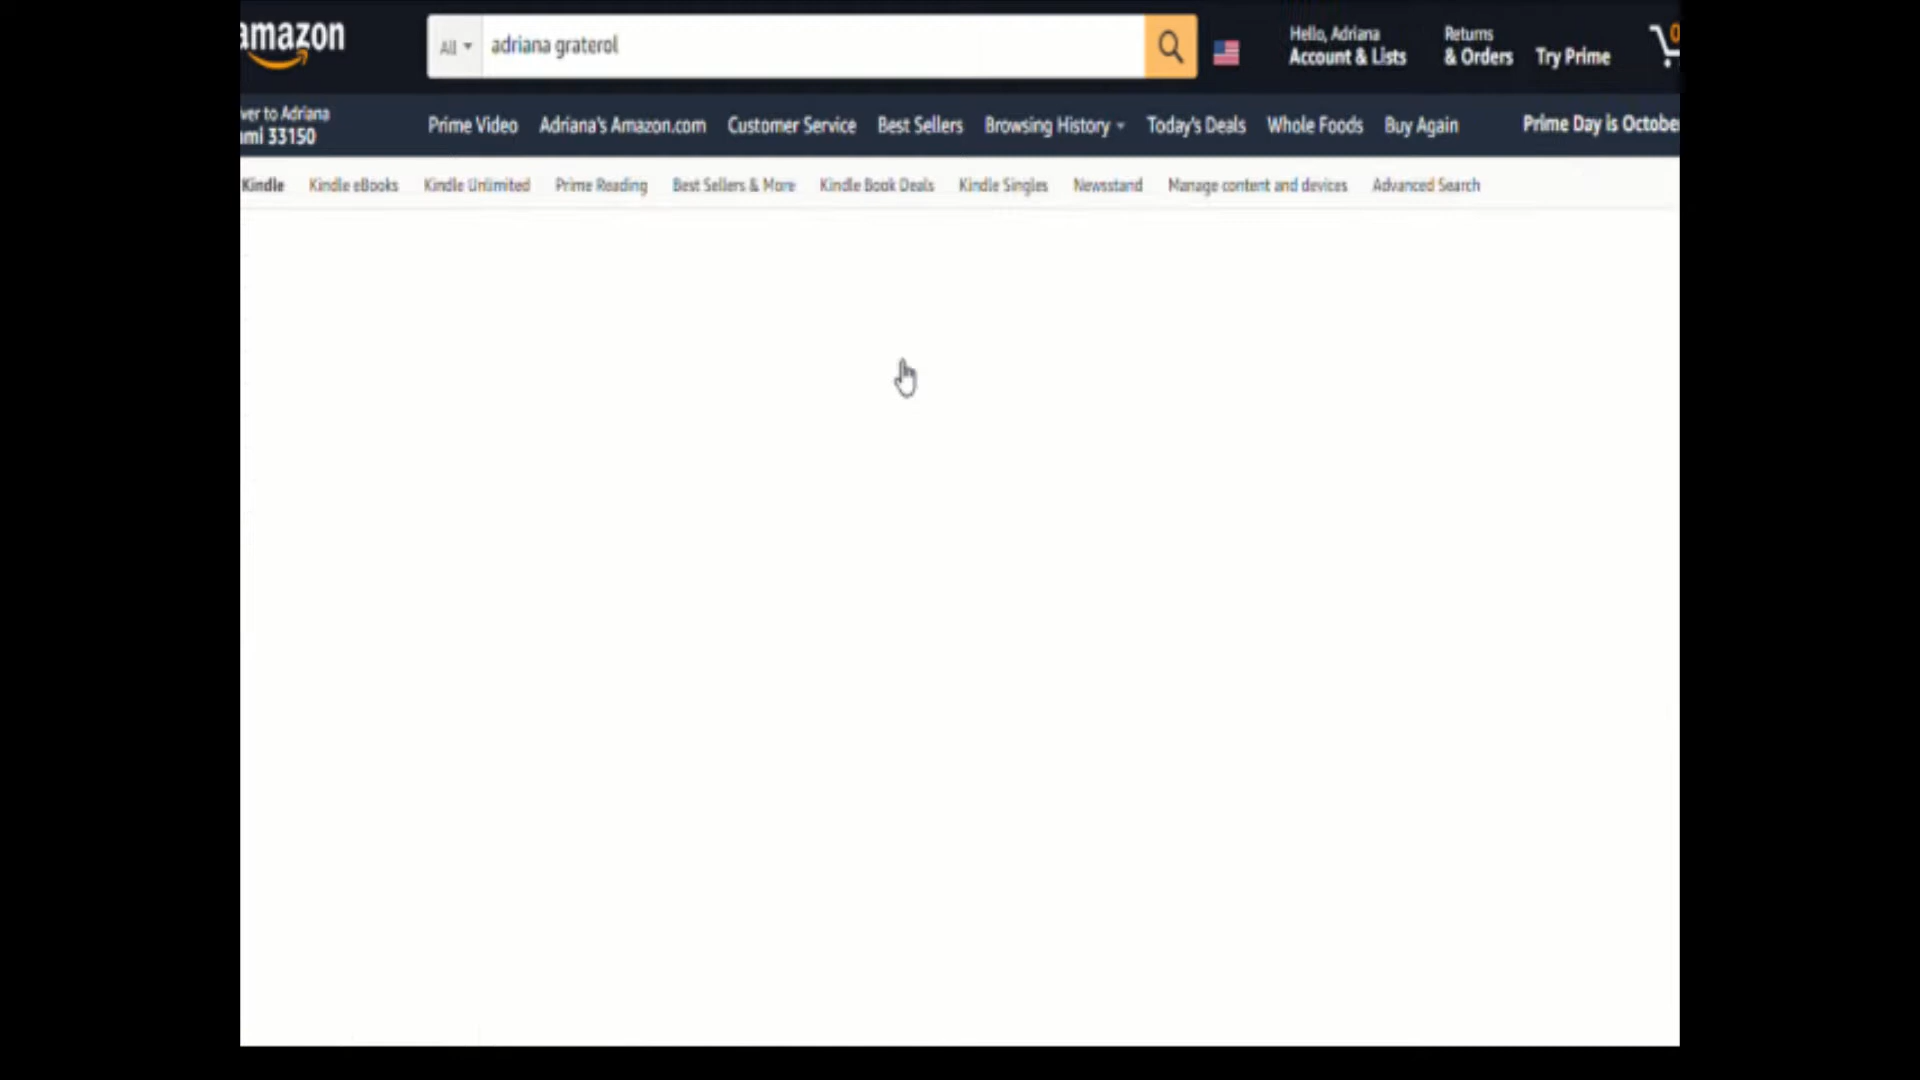 amazon
All
adriana graterol
Hello, Adriana
Account & Lists
Returns
& Orders
Try Prime
0
ver to Adriana
ami 33150
Prime Video
Adriana's Amazon.com
Customer Service
Best Sellers
Browsing History
Today's Deals
Whole Foods
Buy Again
Prime Day is October
Kindle
Kindle eBooks
Kindle Unlimited
Prime Reading
Best Sellers & More
Kindle Book Deals
Kindle Singles
Newsstand
Manage content and devices
Advanced Search